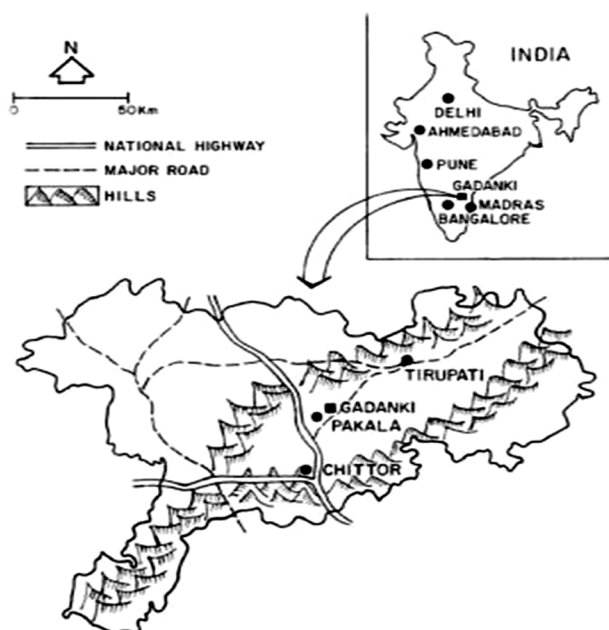 N
0 50Km
NATIONAL HIGHWAY
MAJOR ROAD
HILLS
INDIA
DELHI
AHMEDABAD
PUNE
GADANKI
MADRAS
BANGALORE
TIRUPATI
GADANKI
PAKALA
CHITTOR